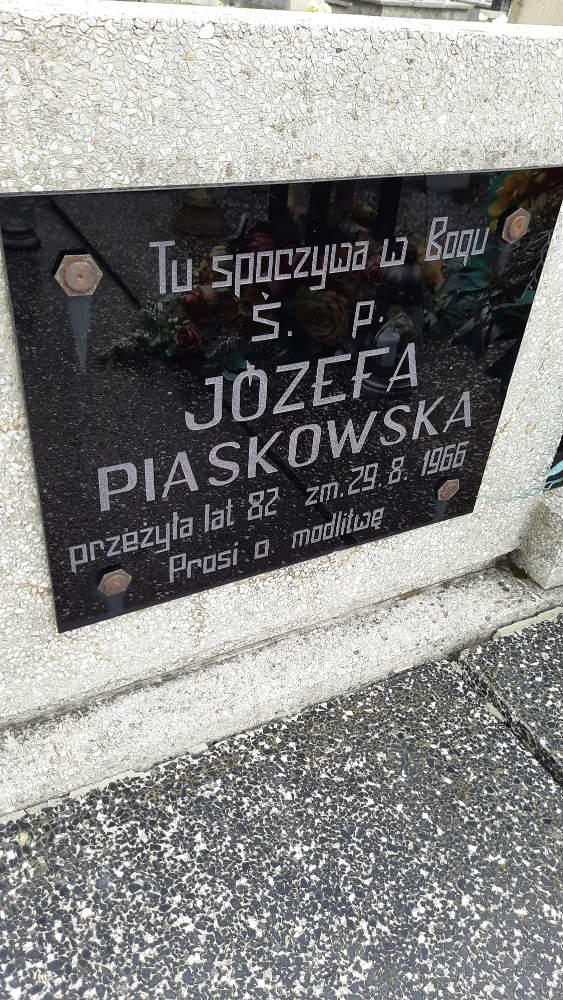 Tu spoczywa w Bogu
Ś. p.
JÓZEFA
PIASKOWSKA
przeżyła lat 82 zm. 29. 8. 1966
Prosi o modlitwę